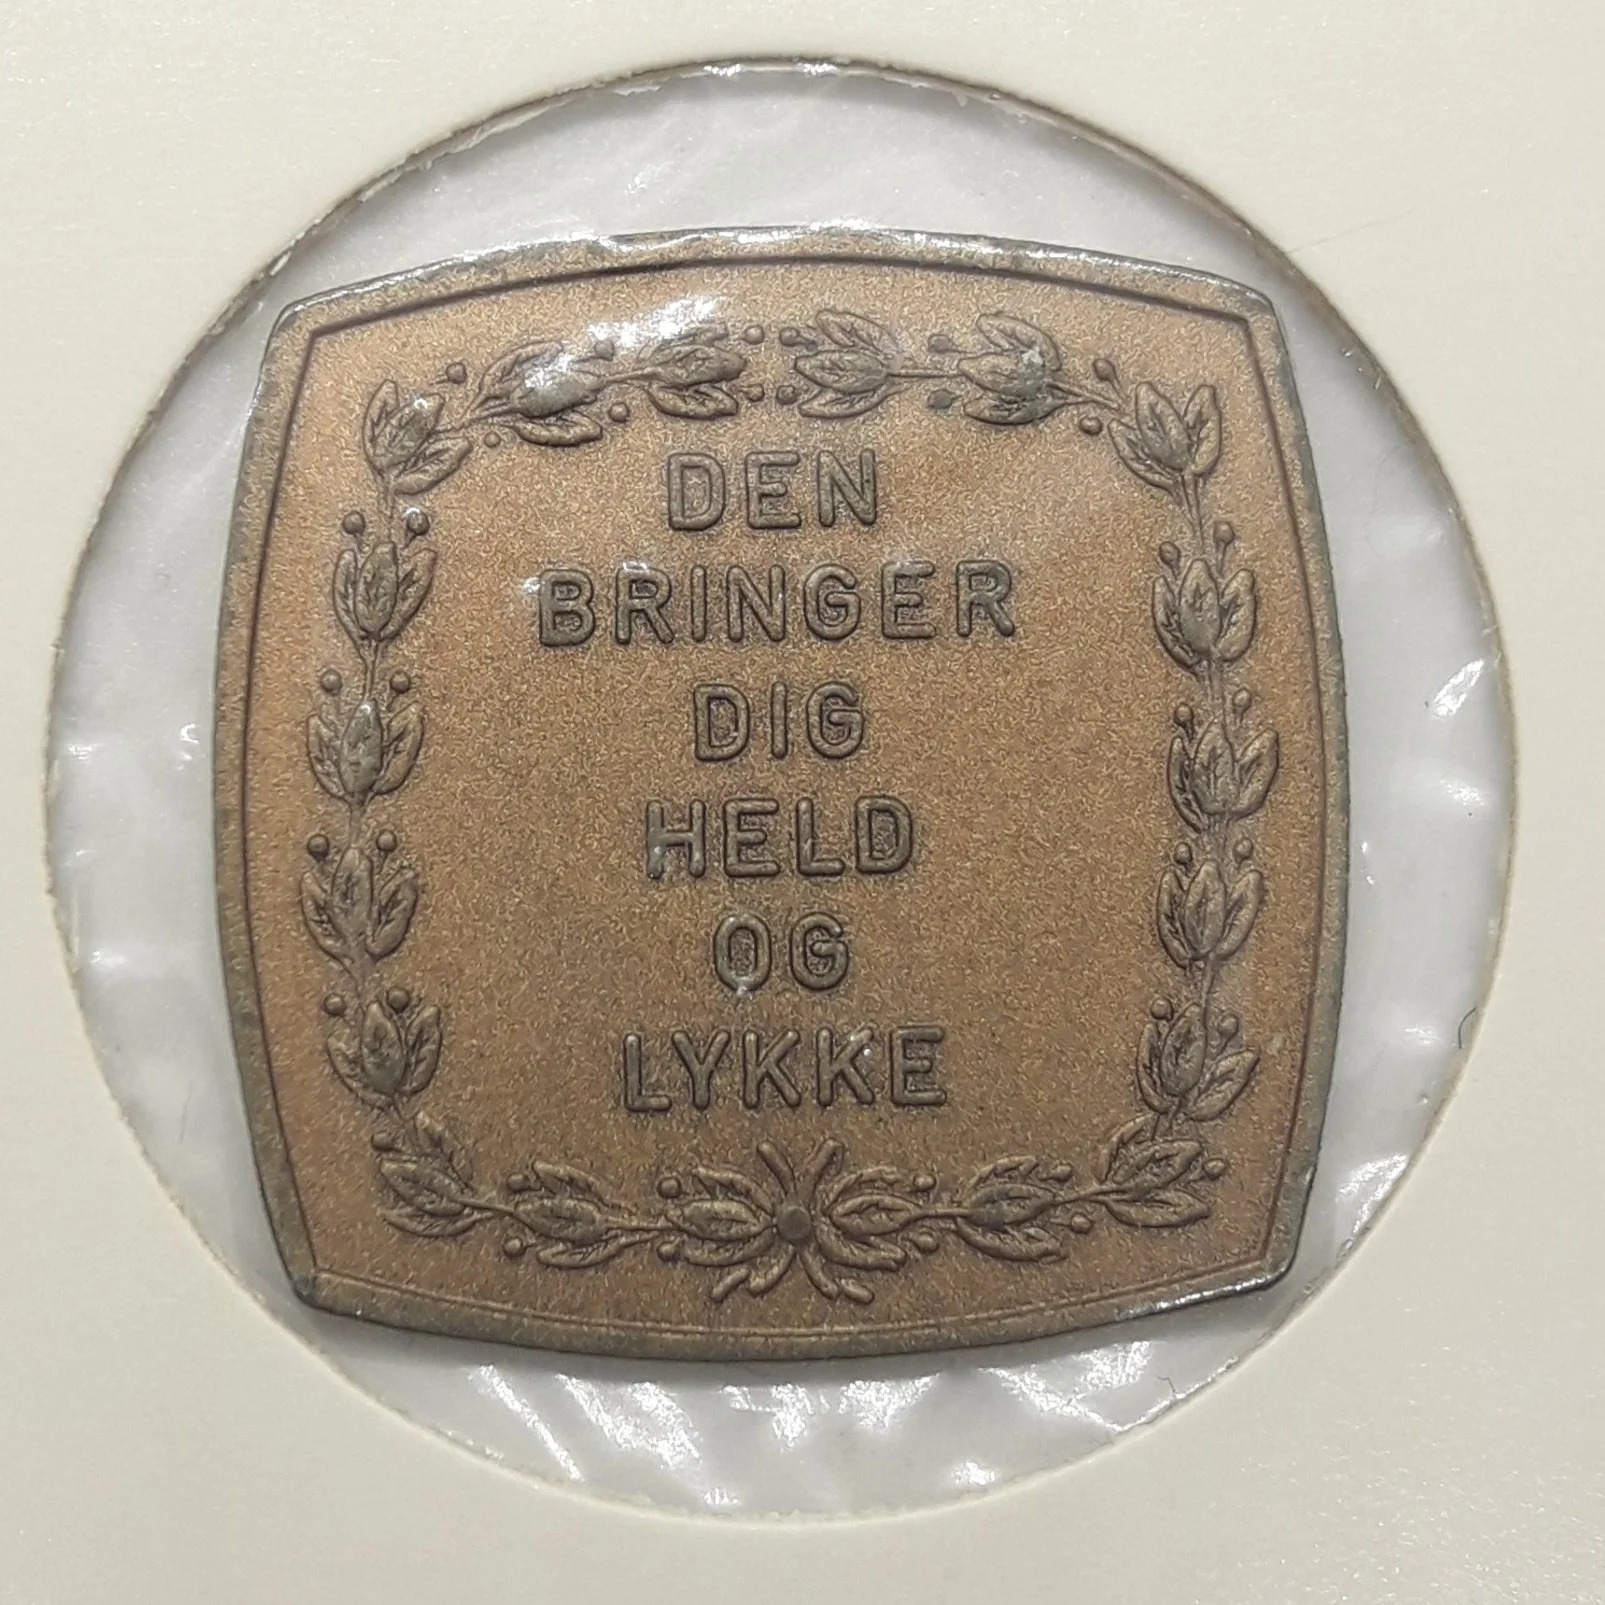 DEN
BRINGER
DIG
HELD
OG
LYKKE